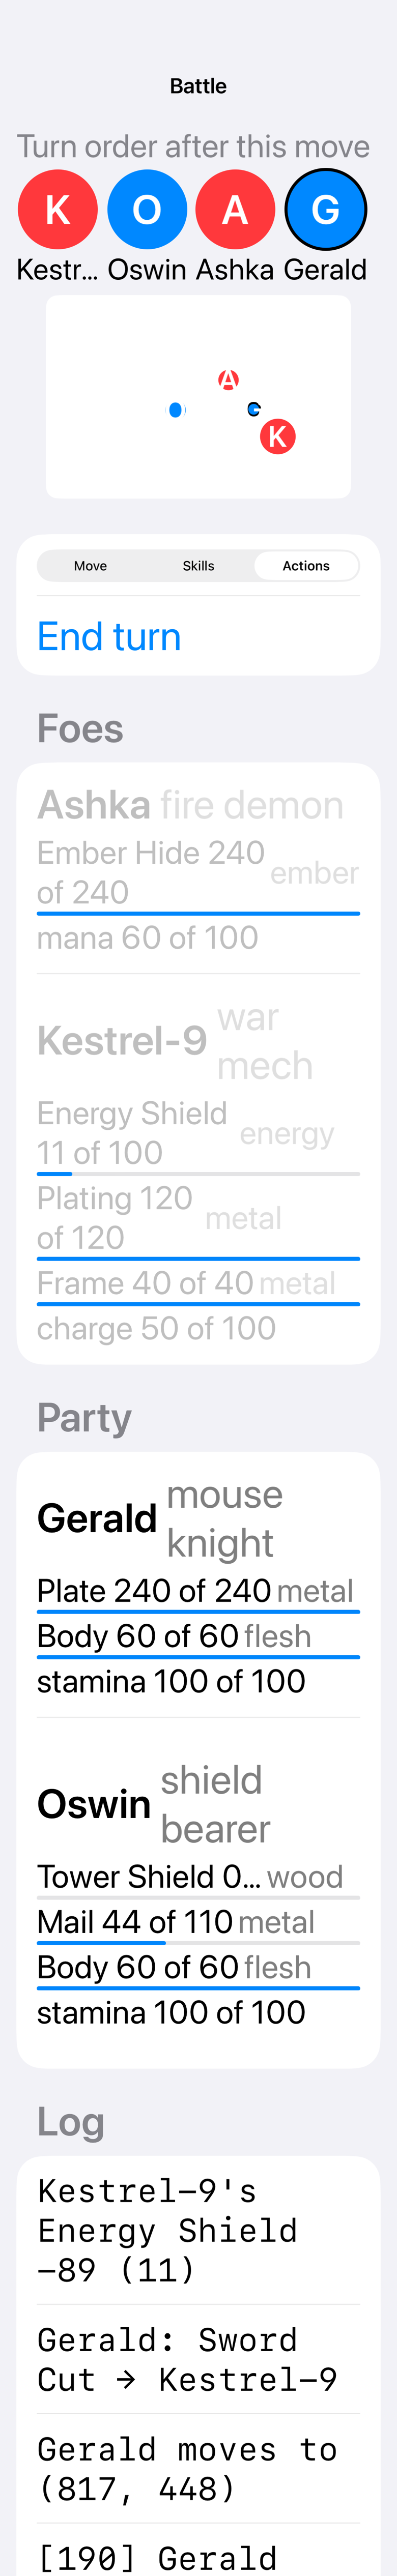 Battle
Turn order after this move
K O A G
Kestr... Oswin Ashka Gerald
A
G
K
Move Skills Actions
End turn
Foes
Ashka fire demon
Ember Hide 240
of 240
ember
mana 60 of 100
Kestrel-9
war
mech
Energy Shield
11 of 100
energy
Plating 120
of 120
metal
Frame 40 of 40 metal
charge 50 of 100
Party
Gerald
mouse
knight
Plate 240 of 240 metal
Body 60 of 60 flesh
stamina 100 of 100
Oswin
shield
bearer
Tower Shield 0... wood
Mail 44 of 110 metal
Body 60 of 60 flesh
stamina 100 of 100
Log
Kestrel-9's
Energy Shield
-89 (11)
Gerald: Sword
Cut → Kestrel-9
Gerald moves to
(817, 448)
[190] Gerald